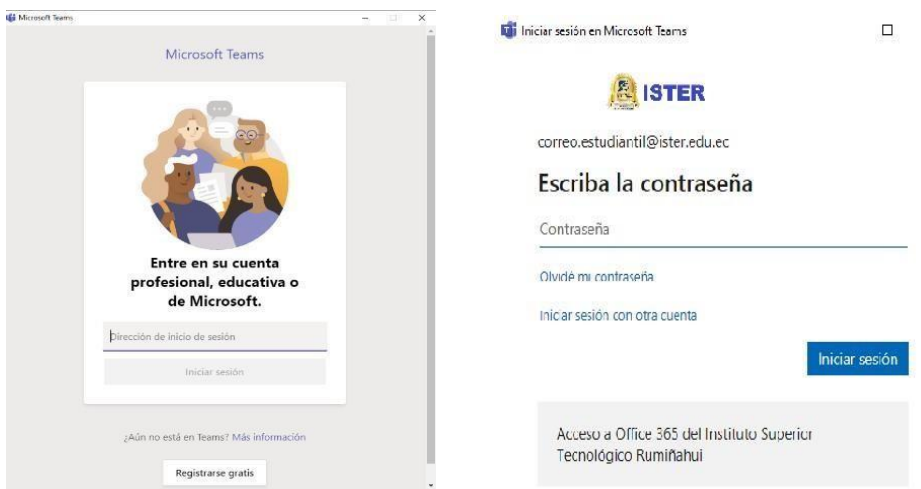 Microsoft Teams
Microsoft Teams
Entre en su cuenta
profesional, educativa o
de Microsoft.
Dirección de inicio de sesión
Iniciar sesión
¿Aún no está en Teams? Más información
Registrarse gratis
Iniciar sesión en Microsoft Teams
ISTER
correo.estudiantil@ister.edu.ec
Escriba la contraseña
Contraseña
Olvidé mi contraseña
Iniciar sesión con otra cuenta
Iniciar sesión
Acceso a Office 365 del Instituto Superior
Tecnológico Rumiñahui